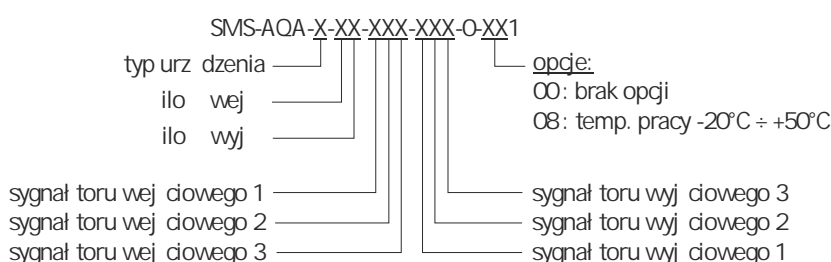 SMS-AQA-X-XX-XXX-XXX-0-XX1
typ urz dzenia
ilo wej
ilo wyj
opcje:
00: brak opcji
08: temp. pracy -20°C ÷ +50°C
sygnał toru wej ciowego 1
sygnał toru wej ciowego 2
sygnał toru wej ciowego 3
sygnał toru wyj ciowego 3
sygnał toru wyj ciowego 2
sygnał toru wyj ciowego 1